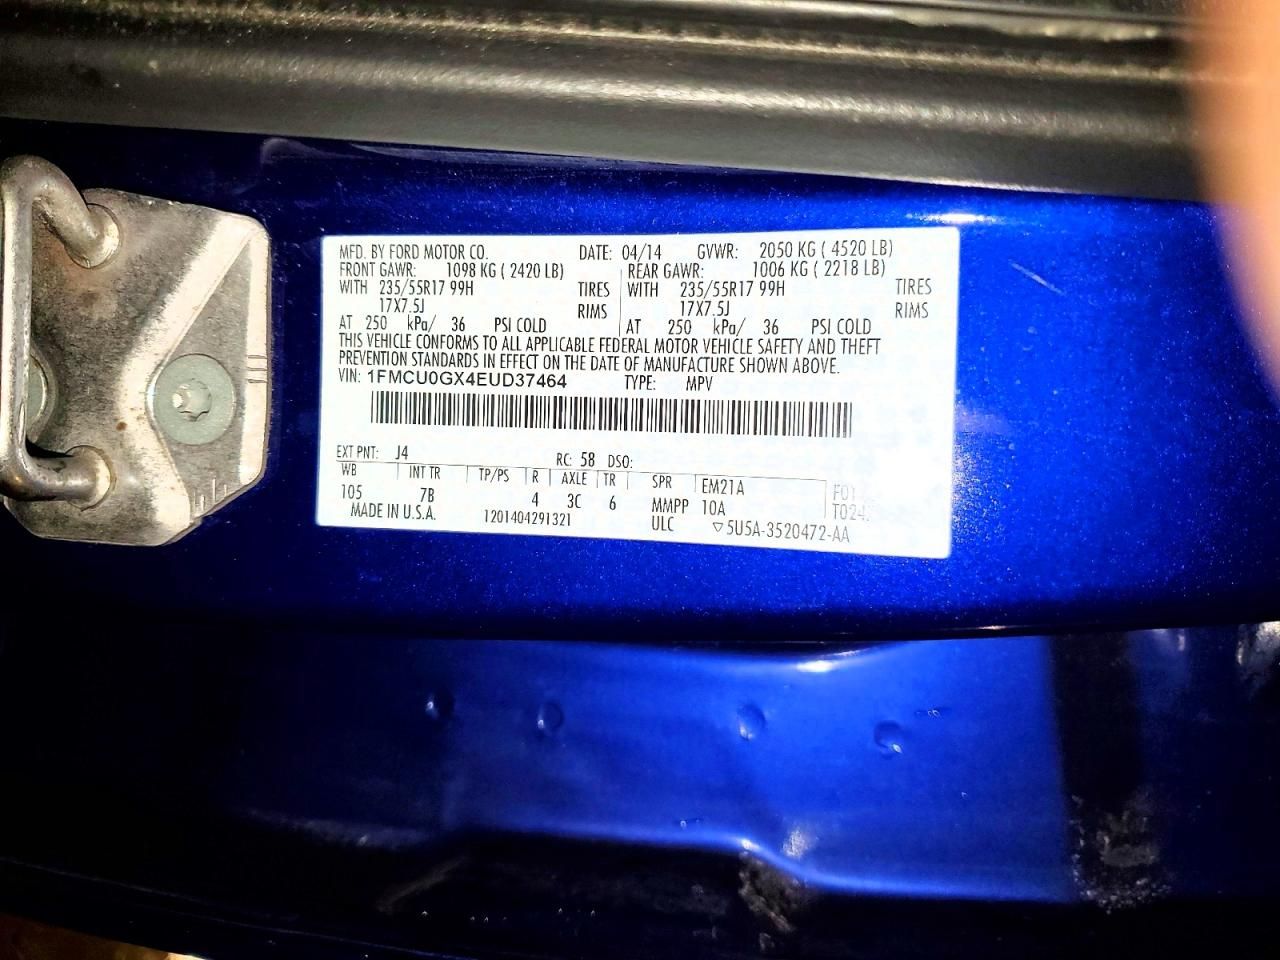 MFD. BY FORD MOTOR CO. DATE: 04/14 GVWR: 2050 KG ( 4520 LB)
FRONT GAWR: 1098 KG ( 2420 LB) REAR GAWR: 1006 KG ( 2218 LB)
WITH 235/55R17 99H TIRES WITH 235/55R17 99H TIRES
17X7.5J RIMS 17X7.5J RIMS
AT 250 kPa/ 36 PSI COLD AT 250 kPa/ 36 PSI COLD
THIS VEHICLE CONFORMS TO ALL APPLICABLE FEDERAL MOTOR VEHICLE SAFETY AND THEFT
PREVENTION STANDARDS IN EFFECT ON THE DATE OF MANUFACTURE SHOWN ABOVE.
VIN: 1FMCU0GX4EUD37464 TYPE: MPV
EXT PNT: J4 RC: 58 DSO:
WB INT TR TP/PS R AXLE TR SPR EM21A
105 7B 4 3C 6 MMPP 10A
MADE IN U.S.A. 1201404291321 ULC ▽5U5A-3520472-AA